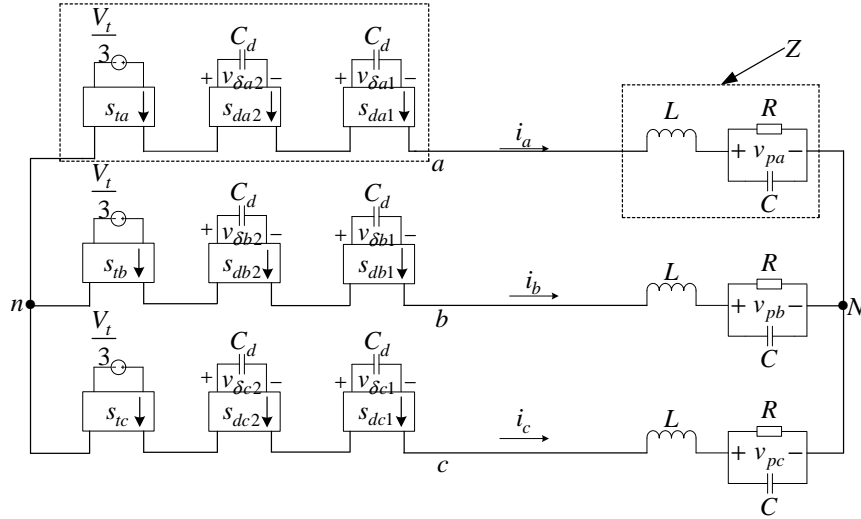 V_t/3 C_d C_d Z
+ v_δa2 − + v_δa1 − L R
s_ta s_da2 s_da1 i_a + v_pa −
a C
V_t/3 C_d C_d
+ v_δb2 − + v_δb1 − L R
s_tb s_db2 s_db1 i_b + v_pb −
n b N
C
V_t/3 C_d C_d
+ v_δc2 − + v_δc1 − L R
s_tc s_dc2 s_dc1 i_c + v_pc −
c C